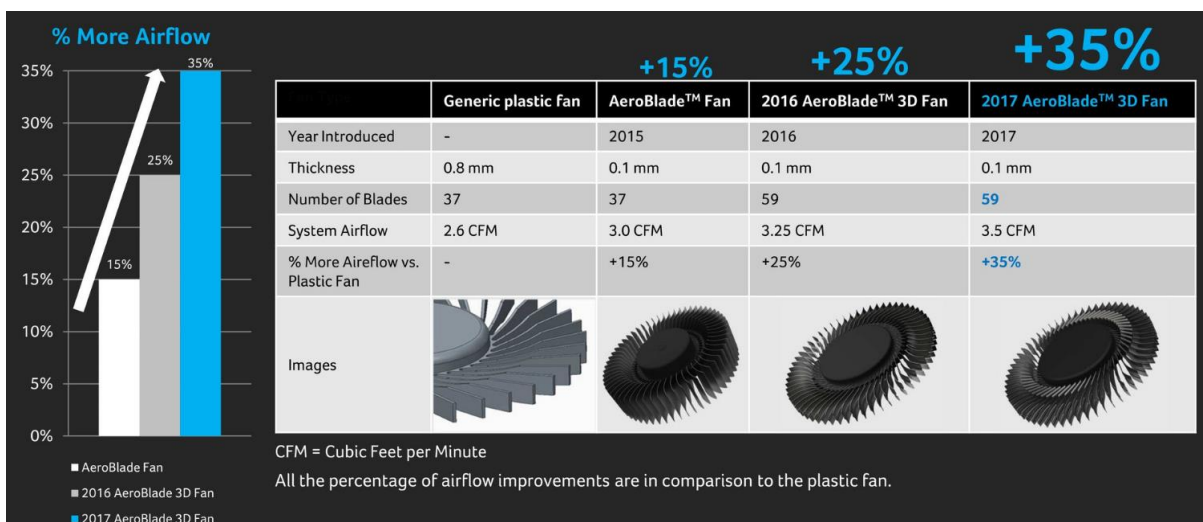 % More Airflow
35%
30%
25%
20%
15%
10%
5%
0%
15%
25%
35%
AeroBlade Fan
2016 AeroBlade 3D Fan
2017 AeroBlade 3D Fan
+15% +25% +35%
Generic plastic fan AeroBlade™ Fan 2016 AeroBlade™ 3D Fan 2017 AeroBlade™ 3D Fan
Year Introduced - 2015 2016 2017
Thickness 0.8 mm 0.1 mm 0.1 mm 0.1 mm
Number of Blades 37 37 59 59
System Airflow 2.6 CFM 3.0 CFM 3.25 CFM 3.5 CFM
% More Aireflow vs. - +15% +25% +35%
Plastic Fan
Images
CFM = Cubic Feet per Minute
All the percentage of airflow improvements are in comparison to the plastic fan.